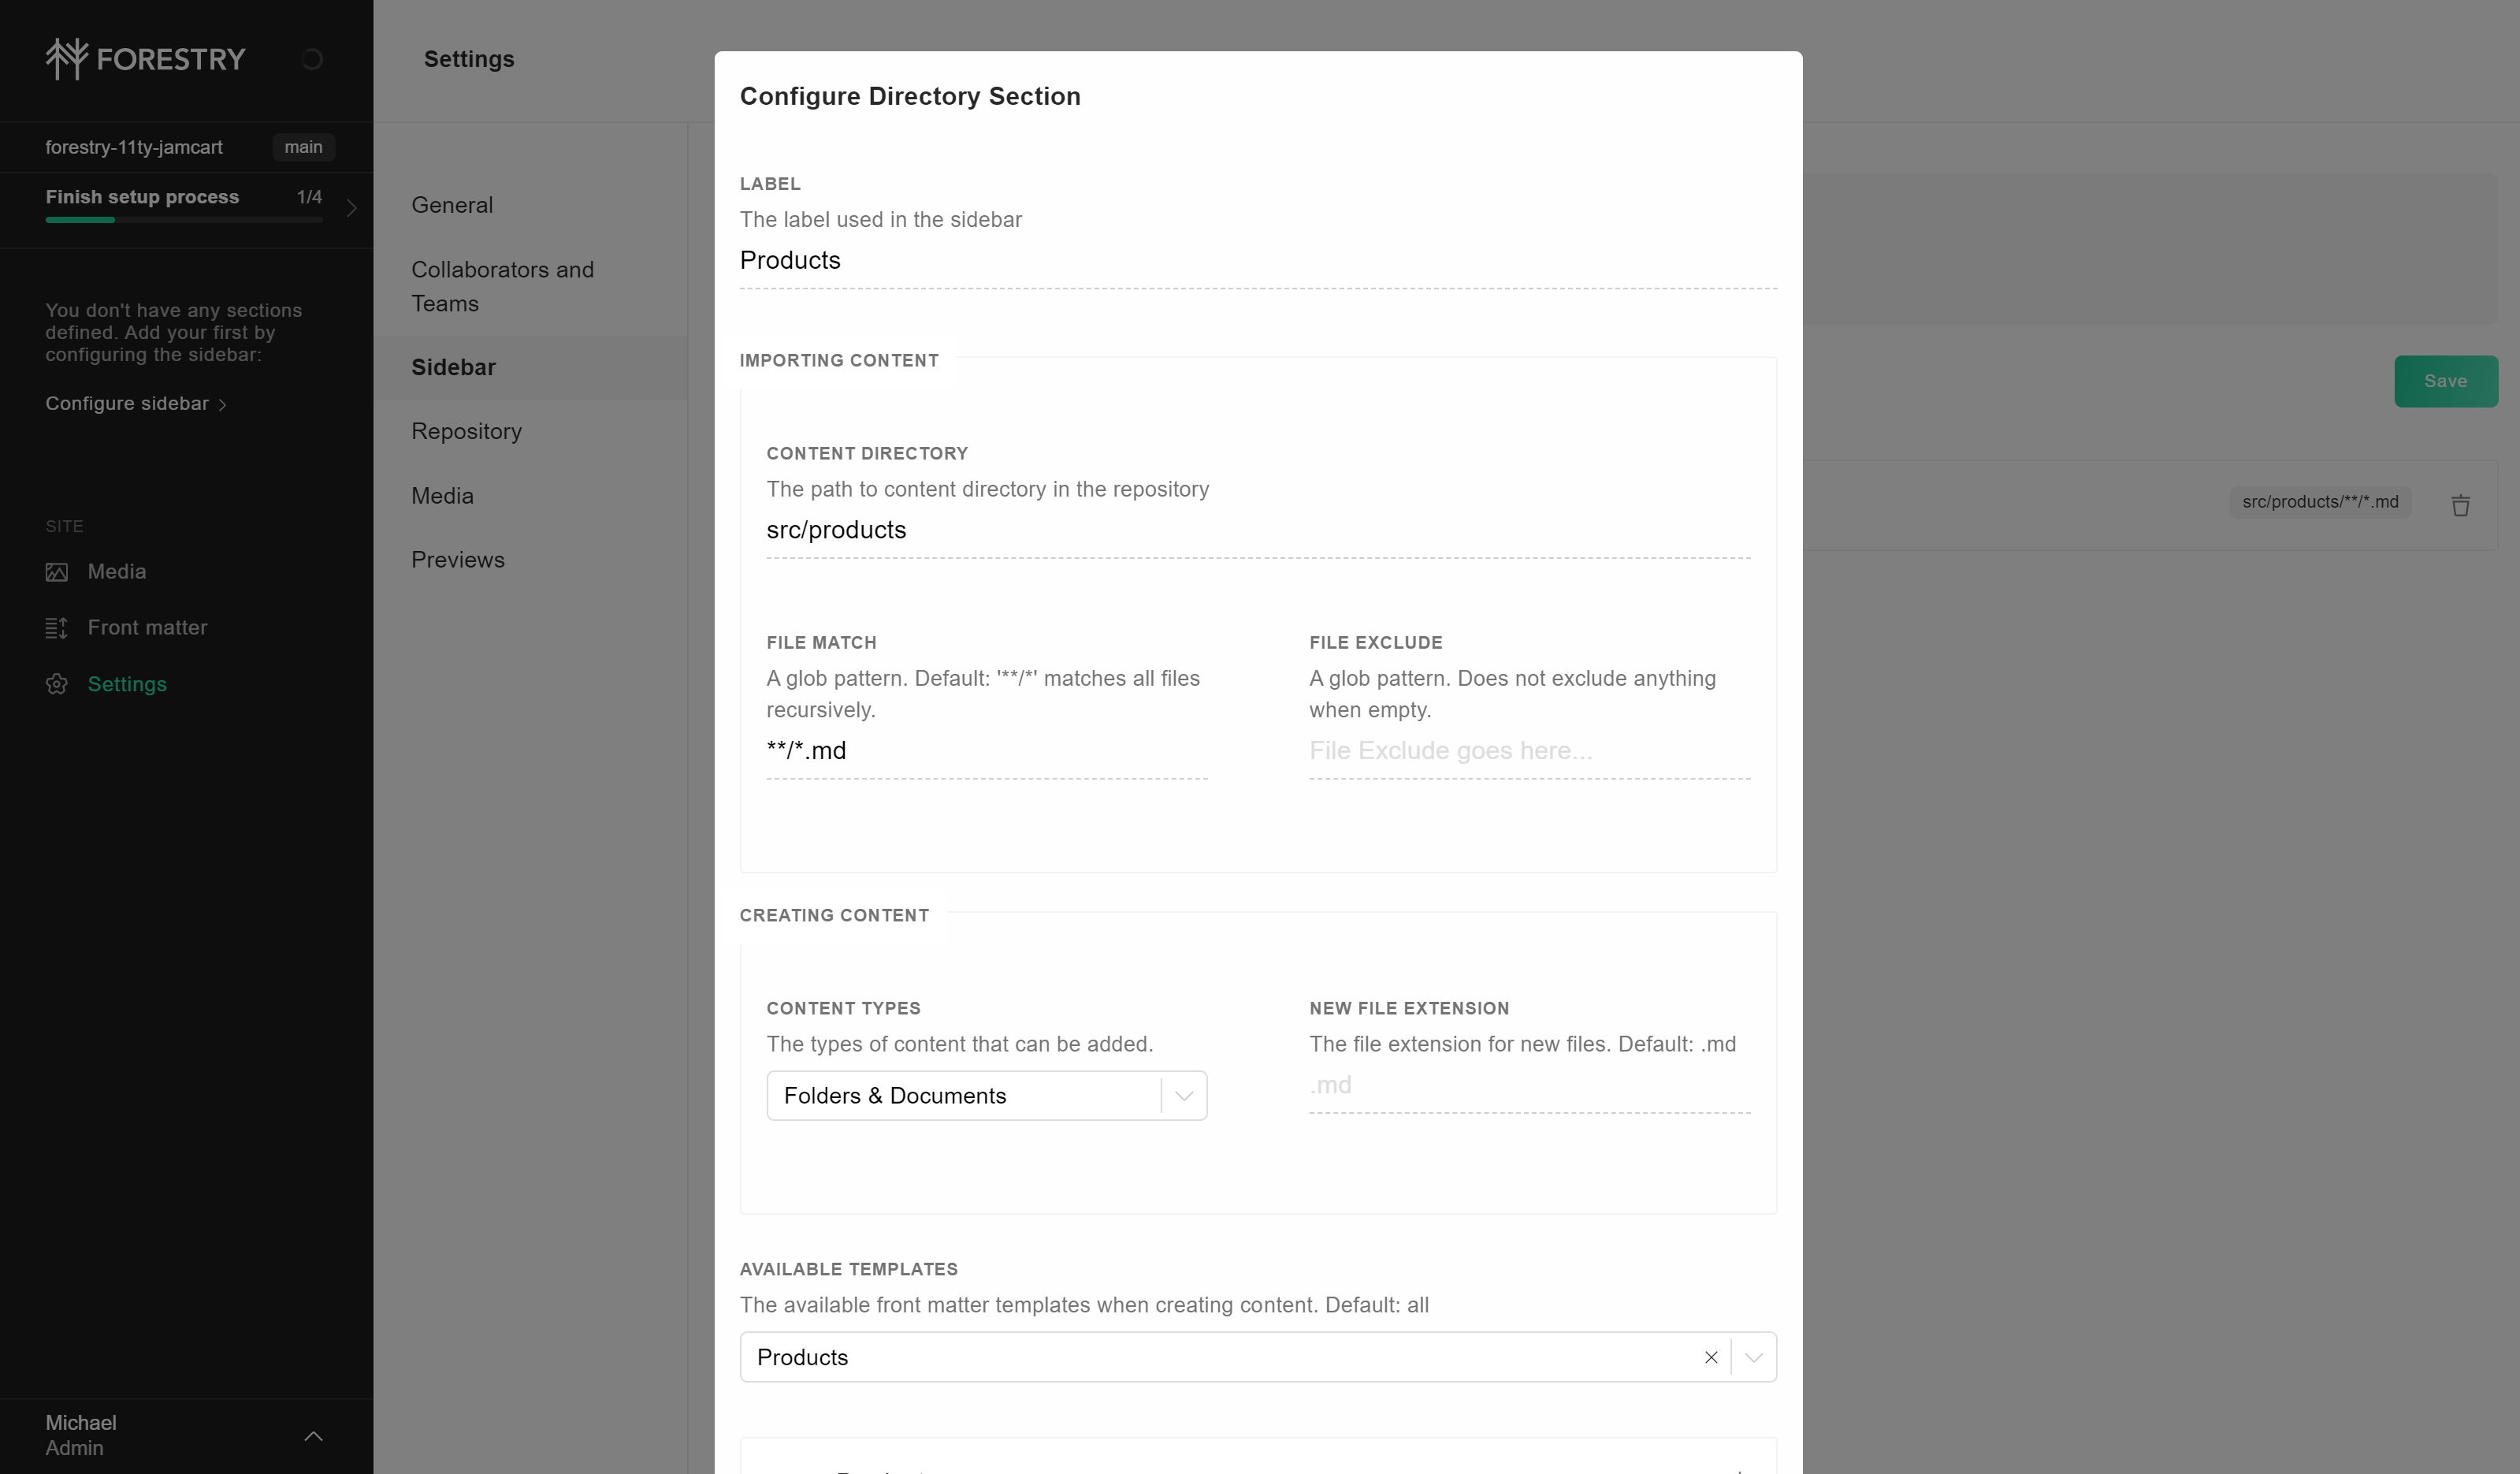 FORESTRY
forestry-11ty-jamcart
main
Finish setup process
1/4
You don't have any sections
defined. Add your first by
configuring the sidebar:
Configure sidebar
SITE
Media
Front matter
Settings
Michael
Admin
Settings
General
Collaborators and
Teams
Sidebar
Repository
Media
Previews
Configure Directory Section
LABEL
The label used in the sidebar
Products
IMPORTING CONTENT
CONTENT DIRECTORY
The path to content directory in the repository
src/products
FILE MATCH
A glob pattern. Default: '**/*' matches all files
recursively.
**/*.md
FILE EXCLUDE
A glob pattern. Does not exclude anything
when empty.
File Exclude goes here...
CREATING CONTENT
CONTENT TYPES
The types of content that can be added.
Folders & Documents
NEW FILE EXTENSION
The file extension for new files. Default: .md
.md
AVAILABLE TEMPLATES
The available front matter templates when creating content. Default: all
Products
Save
src/products/**/*.md